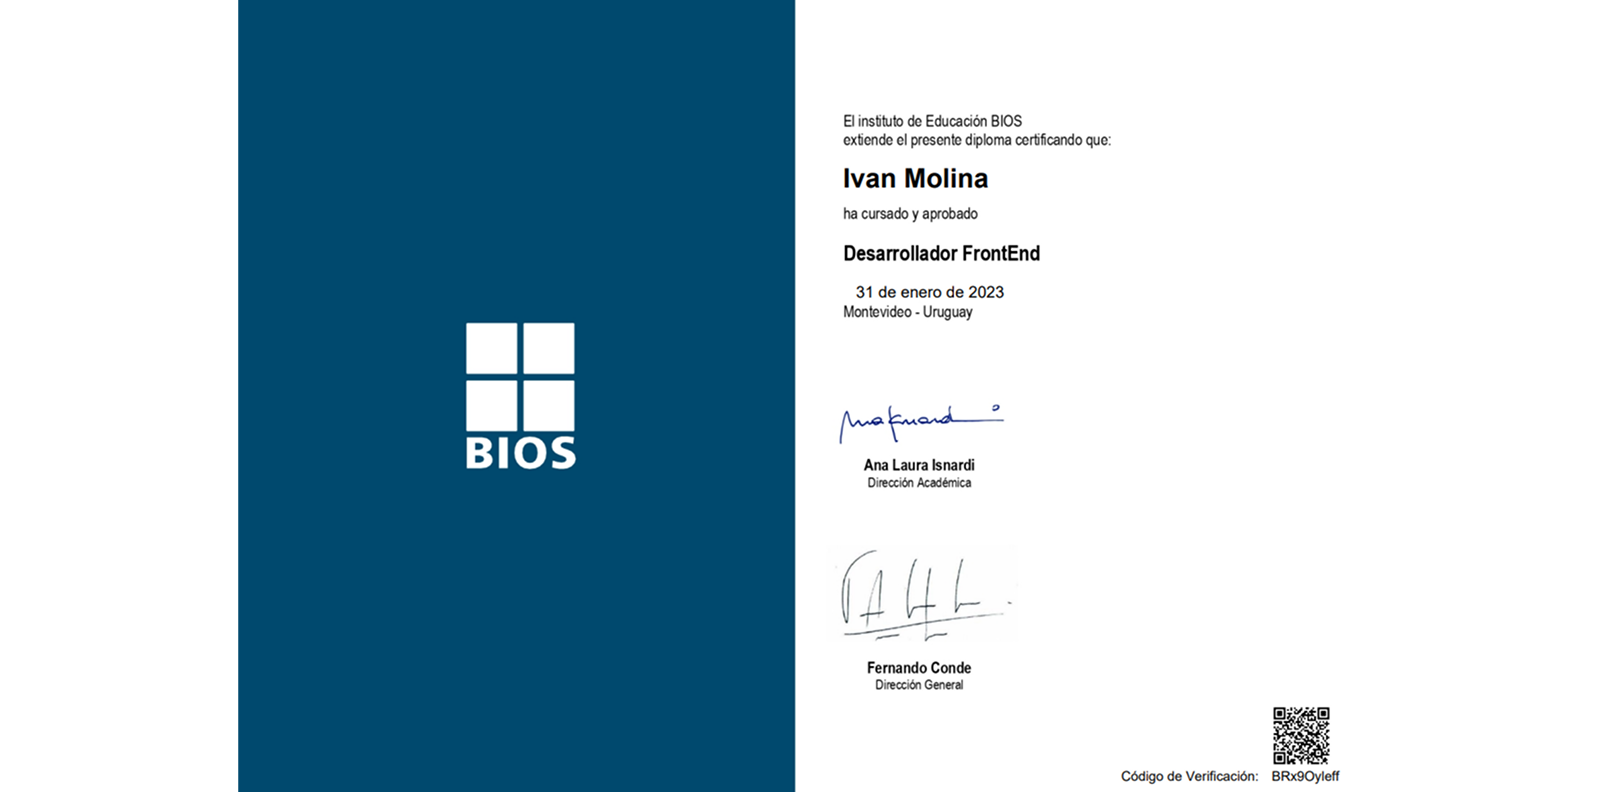 BIOS
El instituto de Educación BIOS
extiende el presente diploma certificando que:
Ivan Molina
ha cursado y aprobado
Desarrollador FrontEnd
31 de enero de 2023
Montevideo - Uruguay
Ana Laura Isnardi
Dirección Académica
Fernando Conde
Dirección General
Código de Verificación: BRx9Oyleff